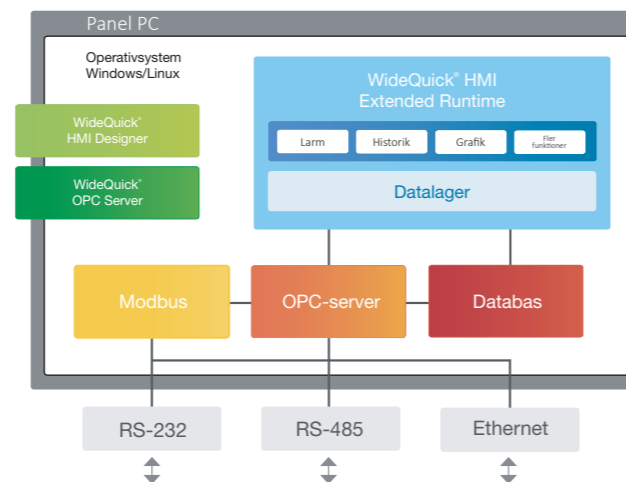 Panel PC
Operativsystem
Windows/Linux
WideQuick® HMI
Extended Runtime
WideQuick®
HMI Designer
Larm
Historik
Grafik
Fler
funktioner
WideQuick®
OPC Server
Datalager
Modbus
OPC-server
Databas
RS-232
RS-485
Ethernet